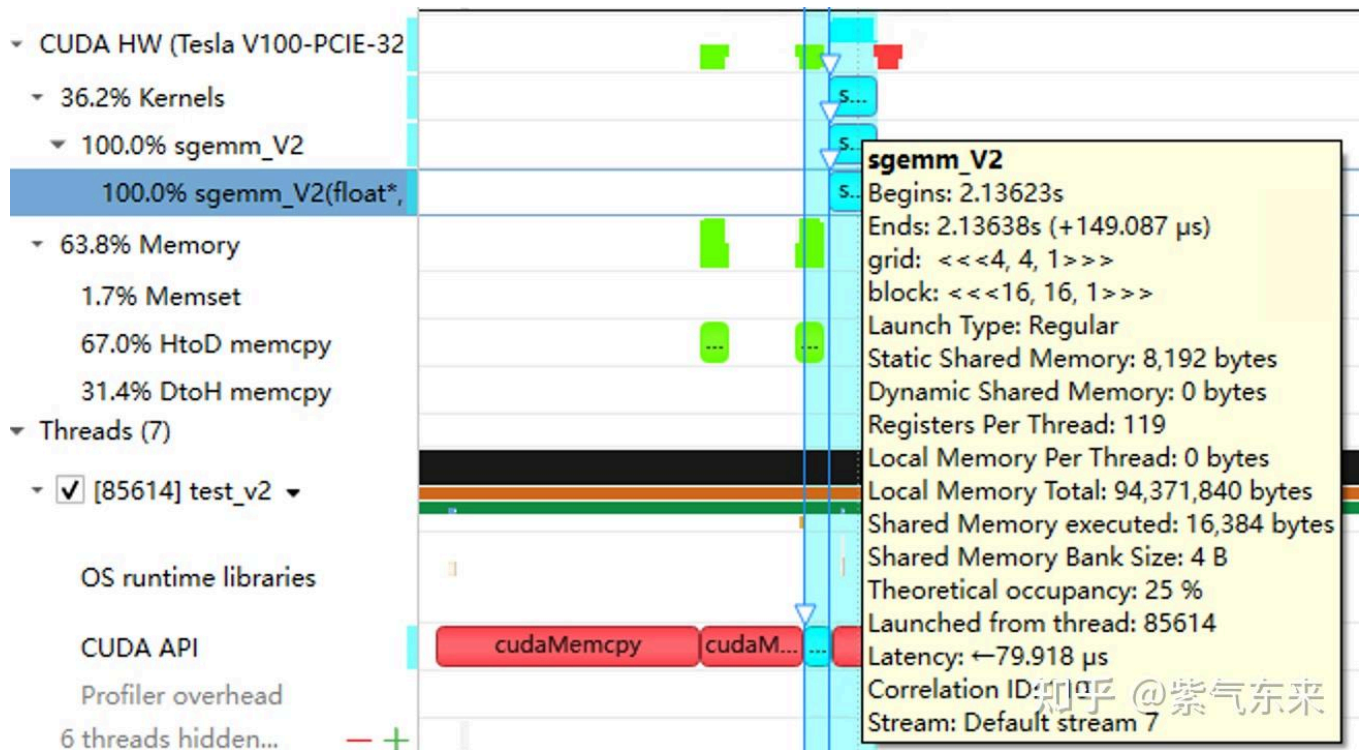 CUDA HW (Tesla V100-PCIE-32
36.2% Kernels
100.0% sgemm_V2
100.0% sgemm_V2(float*,
63.8% Memory
1.7% Memset
67.0% HtoD memcpy
31.4% DtoH memcpy
Threads (7)
[85614] test_v2
OS runtime libraries
CUDA API
Profiler overhead
6 threads hidden...
s...
s...
s...
...
...
cudaMemcpy
cudaM...
...
sgemm_V2
Begins: 2.13623s
Ends: 2.13638s (+149.087 μs)
grid: <<<4, 4, 1>>>
block: <<<16, 16, 1>>>
Launch Type: Regular
Static Shared Memory: 8,192 bytes
Dynamic Shared Memory: 0 bytes
Registers Per Thread: 119
Local Memory Per Thread: 0 bytes
Local Memory Total: 94,371,840 bytes
Shared Memory executed: 16,384 bytes
Shared Memory Bank Size: 4 B
Theoretical occupancy: 25 %
Launched from thread: 85614
Latency: ←79.918 μs
Correlation ID:
Stream: Default stream 7
知乎 @紫气东来